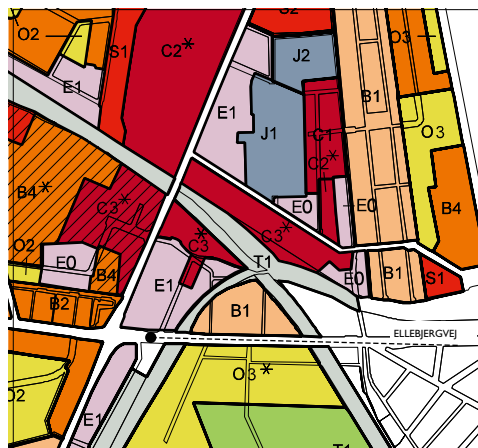 S2
O2
S1
C2*
J2
O3
E1
E1
B1
J1
C1
O3
C2*
B4*
C3*
E0
E0
B4
C3*
C3*
O2
E0
B4
T1
E0
B1
S1
E1
B2
B1
ELLEBJERGVEJ
O3*
O2
E1
T1